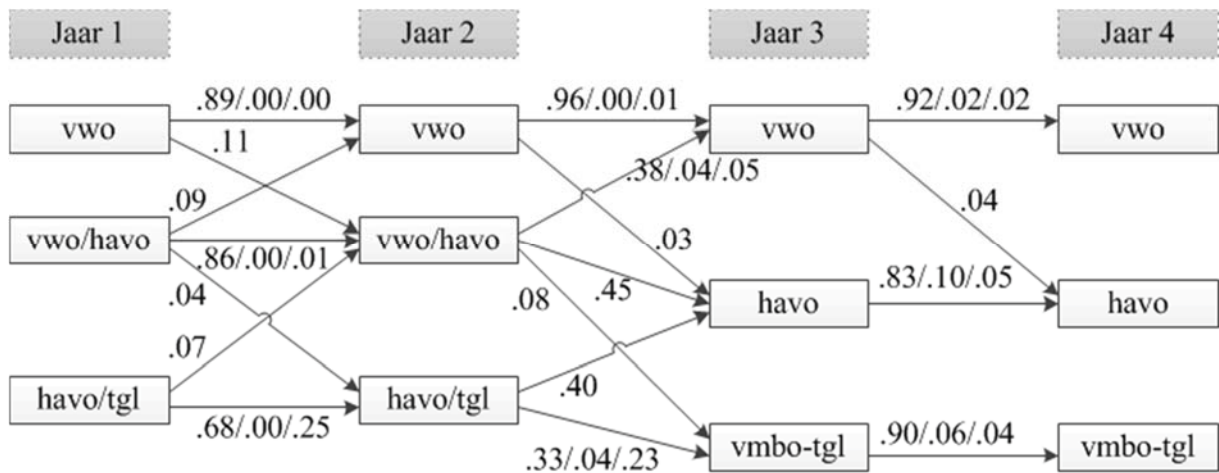 Jaar 1 Jaar 2 Jaar 3 Jaar 4
.89/.00/.00 .96/.00/.01 .92/.02/.02
vwo vwo vwo vwo
.11
.38/.04/.05
.09 .04
vwo/havo vwo/havo
.86/.00/.01 .03
.04 .08 .45 .83/.10/.05
havo havo
.07
.40
havo/tgl havo/tgl
.68/.00/.25 .90/.06/.04
vmbo-tgl vmbo-tgl
.33/.04/.23